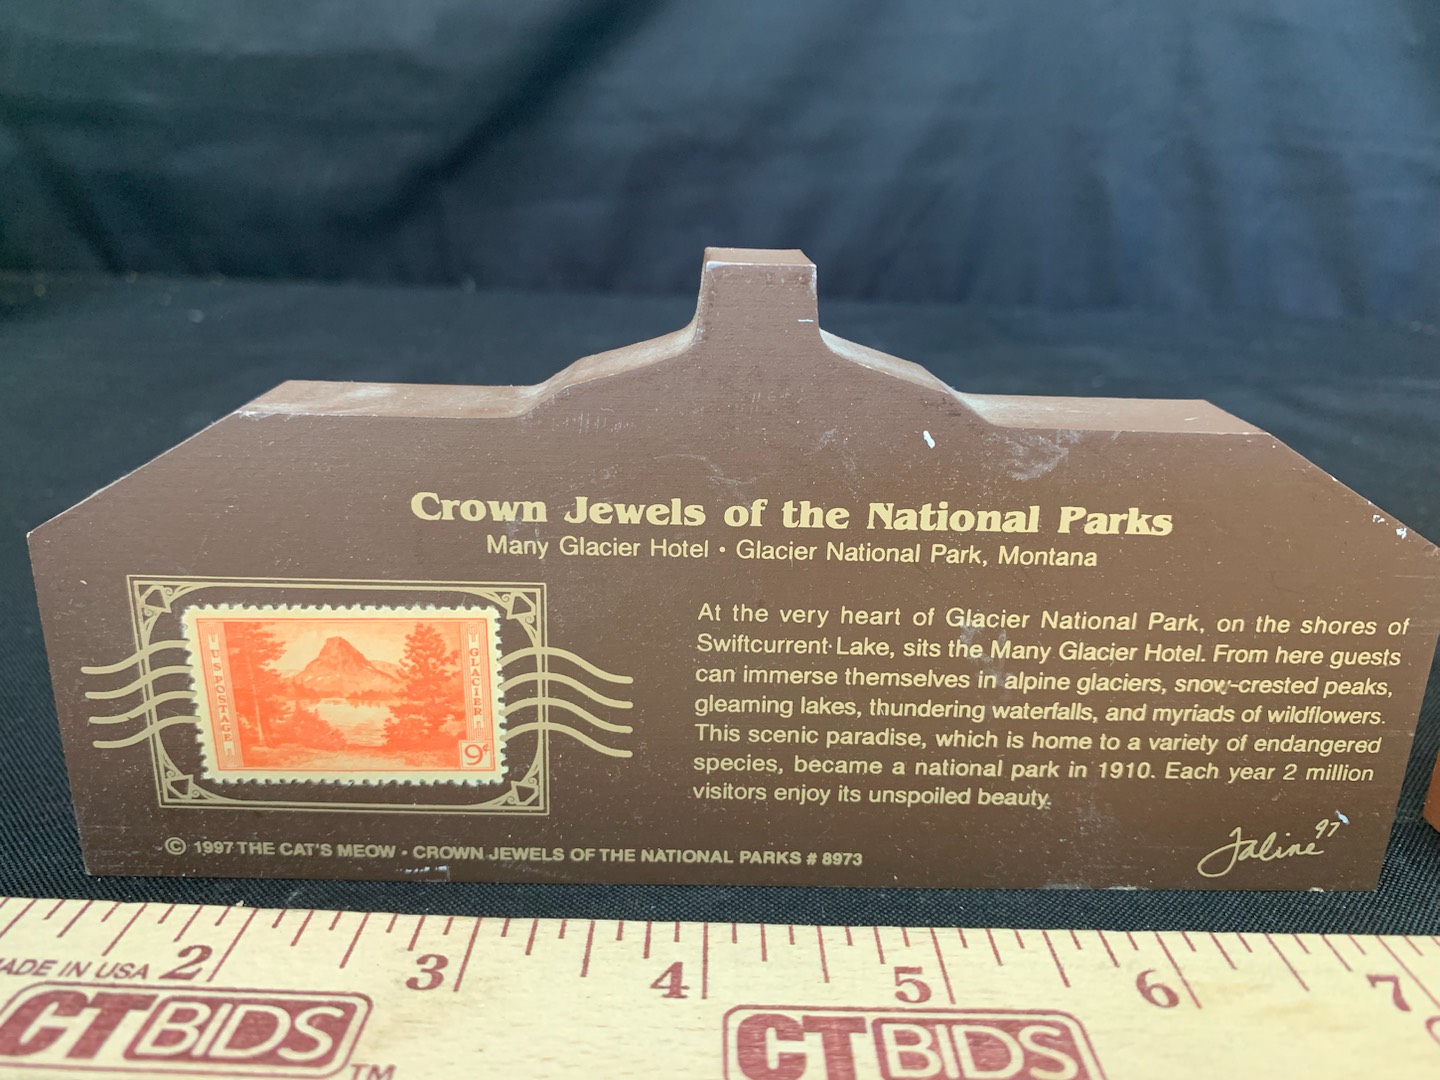 Crown Jewels of the National Parks
Many Glacier Hotel • Glacier National Park, Montana
U.S. POSTAGE
GLACIER
9¢
At the very heart of Glacier National Park, on the shores of
Swiftcurrent Lake, sits the Many Glacier Hotel. From here guests
can immerse themselves in alpine glaciers, snow-crested peaks,
gleaming lakes, thundering waterfalls, and myriads of wildflowers.
This scenic paradise, which is home to a variety of endangered
species, became a national park in 1910. Each year 2 million
visitors enjoy its unspoiled beauty.
© 1997 THE CAT'S MEOW • CROWN JEWELS OF THE NATIONAL PARKS # 8973
Faline 97
MADE IN USA 2 3 4 5 6 7
CTBIDS™ CTBIDS